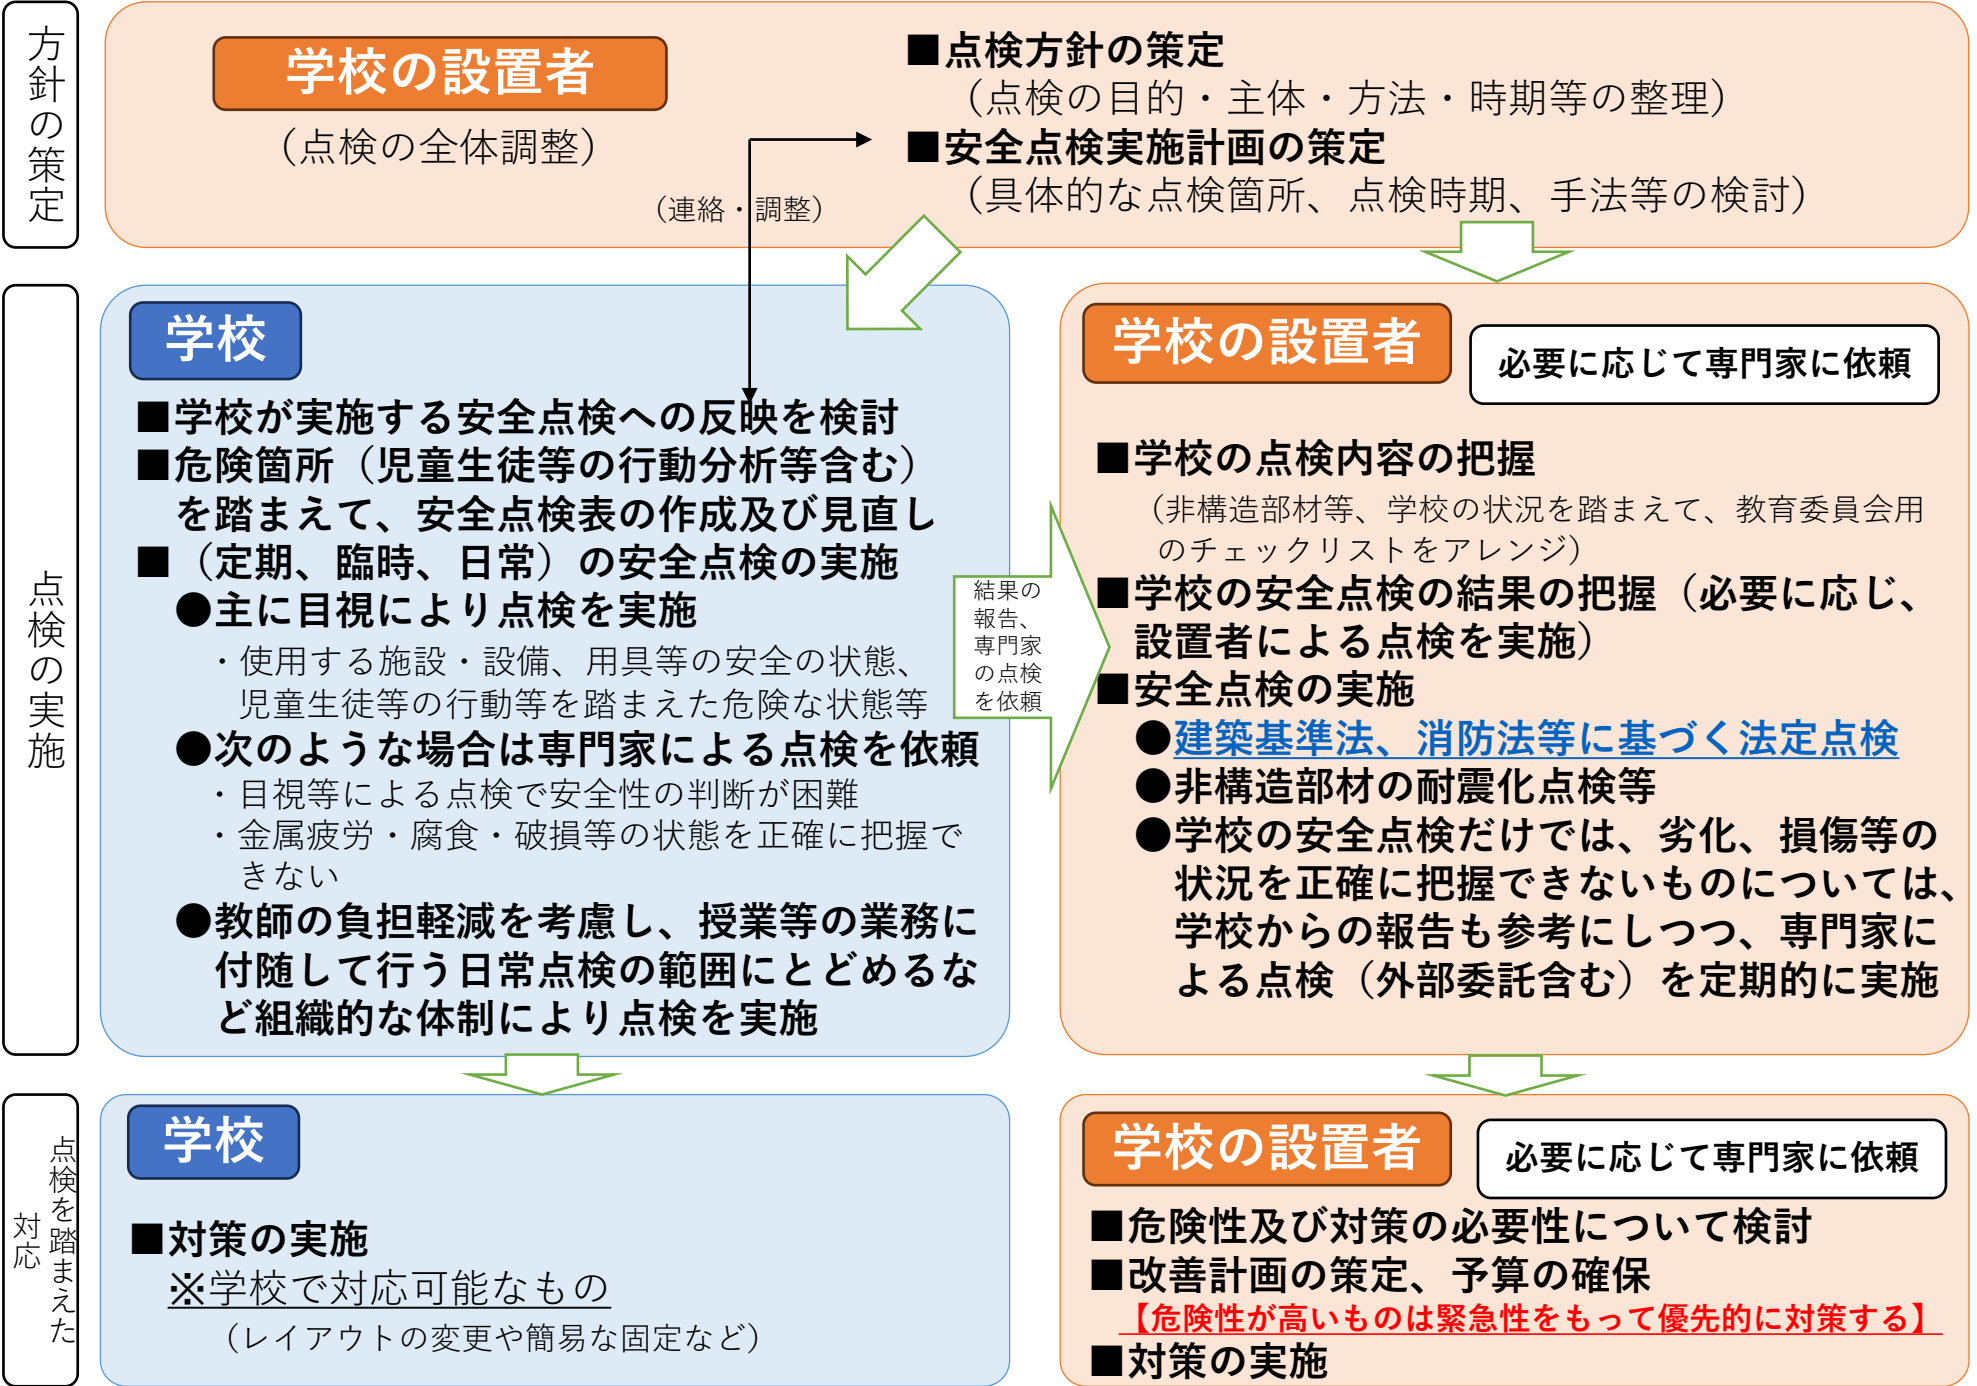 方針の策定
学校の設置者
（点検の全体調整）
■点検方針の策定
（点検の目的・主体・方法・時期等の整理）
■安全点検実施計画の策定
（具体的な点検箇所、点検時期、手法等の検討）
（連絡・調整）
点検の実施
学校
■学校が実施する安全点検への反映を検討
■危険箇所（児童生徒等の行動分析等含む）
を踏まえて、安全点検表の作成及び見直し
■（定期、臨時、日常）の安全点検の実施
●主に目視により点検を実施
・使用する施設・設備、用具等の安全の状態、
児童生徒等の行動等を踏まえた危険な状態等
●次のような場合は専門家による点検を依頼
・目視等による点検で安全性の判断が困難
・金属疲労・腐食・破損等の状態を正確に把握で
きない
●教師の負担軽減を考慮し、授業等の業務に
付随して行う日常点検の範囲にとどめるな
ど組織的な体制により点検を実施
結果の
報告、
専門家
の点検
を依頼
学校の設置者
必要に応じて専門家に依頼
■学校の点検内容の把握
（非構造部材等、学校の状況を踏まえて、教育委員会用
のチェックリストをアレンジ）
■学校の安全点検の結果の把握（必要に応じ、
設置者による点検を実施）
■安全点検の実施
●建築基準法、消防法等に基づく法定点検
●非構造部材の耐震化点検等
●学校の安全点検だけでは、劣化、損傷等の
状況を正確に把握できないものについては、
学校からの報告も参考にしつつ、専門家に
よる点検（外部委託含む）を定期的に実施
点検を踏まえた
対応
学校
■対策の実施
※学校で対応可能なもの
（レイアウトの変更や簡易な固定など）
学校の設置者
必要に応じて専門家に依頼
■危険性及び対策の必要性について検討
■改善計画の策定、予算の確保
【危険性が高いものは緊急性をもって優先的に対策する】
■対策の実施